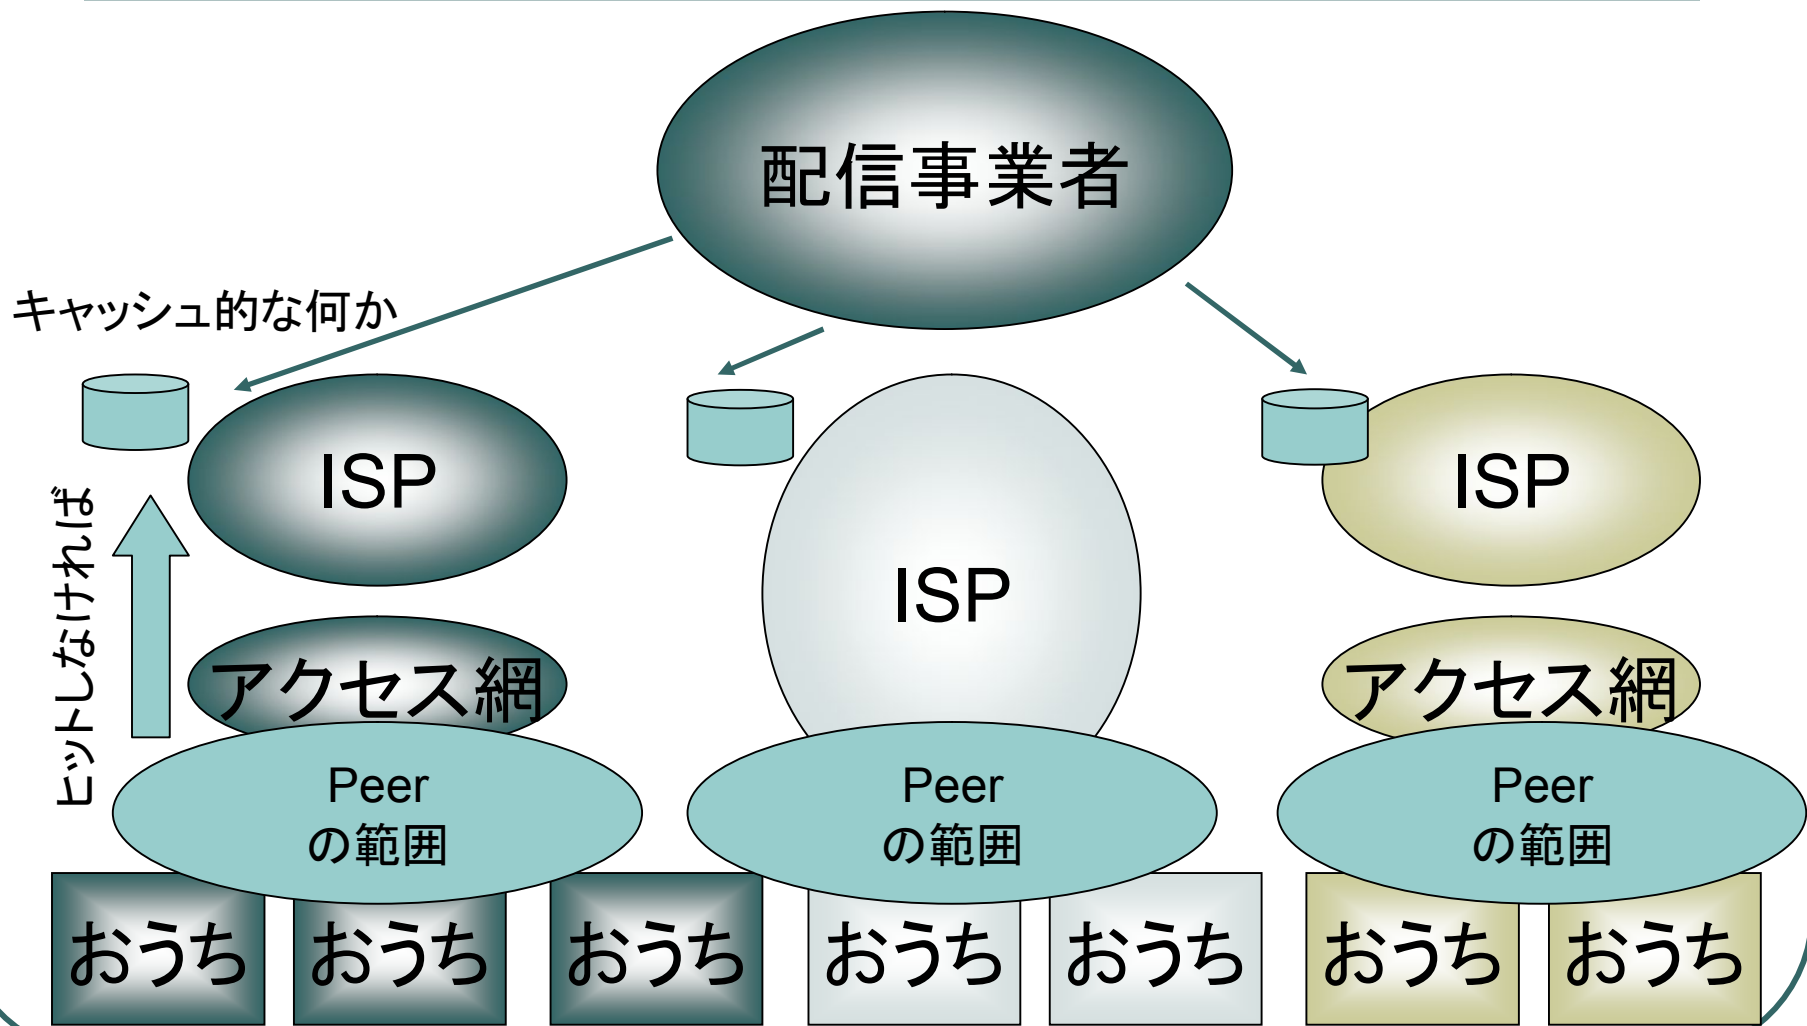 配信事業者
キャッシュ的な何か
ISP
ISP
ISP
ヒットしなければ
アクセス網
アクセス網
Peer
の範囲
Peer
の範囲
Peer
の範囲
おうち
おうち
おうち
おうち
おうち
おうち
おうち